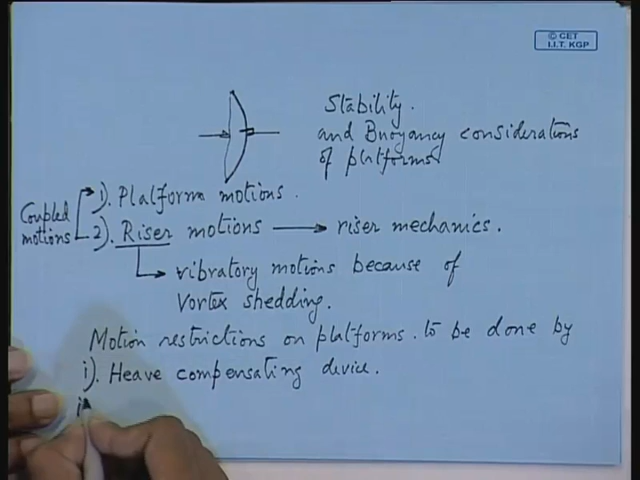 © CET
I.I.T. KGP
Stability.
and Buoyancy considerations
of platforms
Coupled
motions
1). Platform motions.
2). Riser motions → riser mechanics.
vibratory motions because of
Vortex shedding.
Motion restrictions on platforms. to be done by
i). Heave compensating device.
i